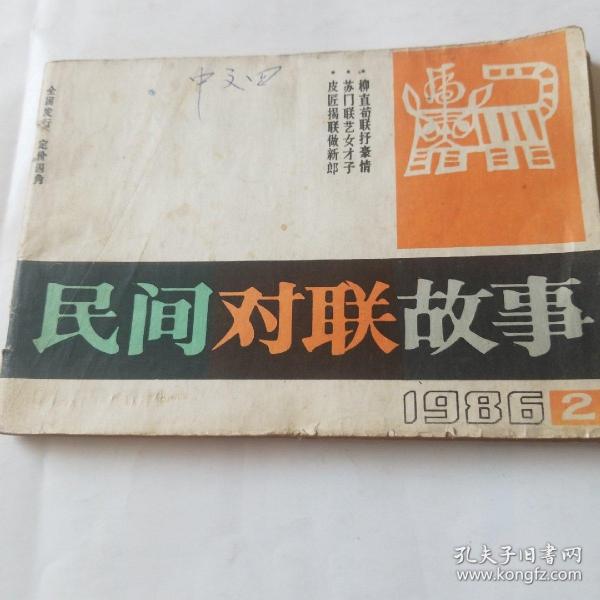 全国发行 定价四角
中文四
·柳直荀联抒豪情
·苏门联艺女才子
·皮匠揭联做新郎
民间对联故事
1986 2
孔夫子旧书网
www.kongfz.com